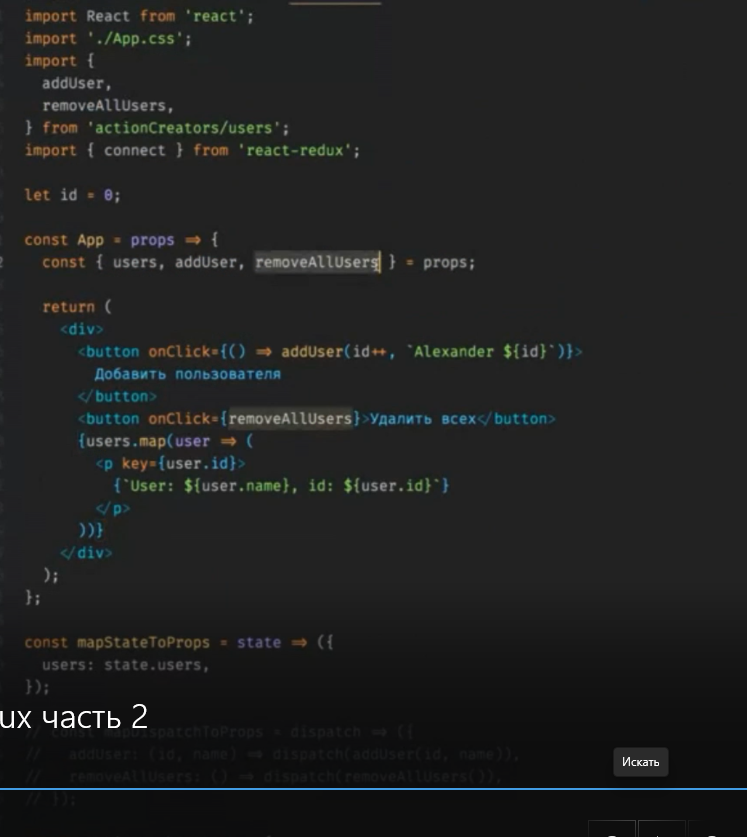 import React from 'react';
import './App.css';
import {
  addUser,
  removeAllUsers,
} from 'actionCreators/users';
import { connect } from 'react-redux';
let id = 0;
const App = props => {
  const { users, addUser, removeAllUsers } = props;
  return (
    <div>
      <button onClick={() => addUser(id++, `Alexander ${id}`)}>
        Добавить пользователя
      </button>
      <button onClick={removeAllUsers}>Удалить всех</button>
      {users.map(user => (
        <p key={user.id}>
          {`User: ${user.name}, id: ${user.id}`}
        </p>
      ))}
    </div>
  );
};
const mapStateToProps = state => ({
  users: state.users,
});
ux часть 2
// const mapDispatchToProps = dispatch => ({
//   addUser: (id, name) => dispatch(addUser(id, name)),
//   removeAllUsers: () => dispatch(removeAllUsers()),
// });
Искать